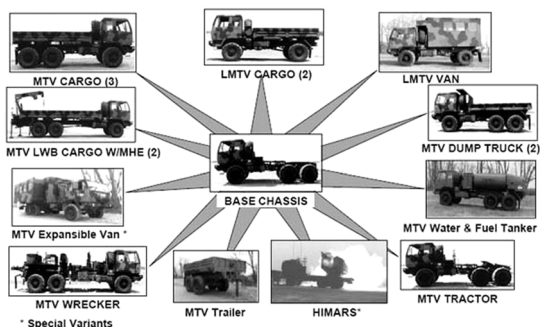 MTV CARGO (3)
LMTV CARGO (2)
LMTV VAN
MTV LWB CARGO W/MHE (2)
MTV DUMP TRUCK (2)
BASE CHASSIS
MTV Expansible Van *
MTV Water & Fuel Tanker
MTV WRECKER
MTV Trailer
HIMARS*
MTV TRACTOR
* Special Variants